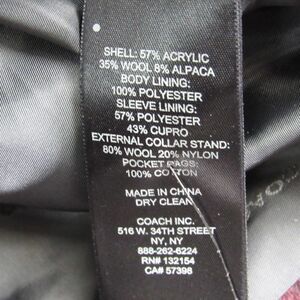 SHELL: 57% ACRYLIC
35% WOOL 8% ALPACA
BODY LINING:
100% POLYESTER
SLEEVE LINING:
57% POLYESTER
43% CUPRO
EXTERNAL COLLAR STAND:
80% WOOL 20% NYLON
POCKET BAGS:
100% COTTON
MADE IN CHINA
DRY CLEAN
COACH INC.
516 W. 34TH STREET
NY, NY
888-262-6224
RN# 132154
CA# 57398